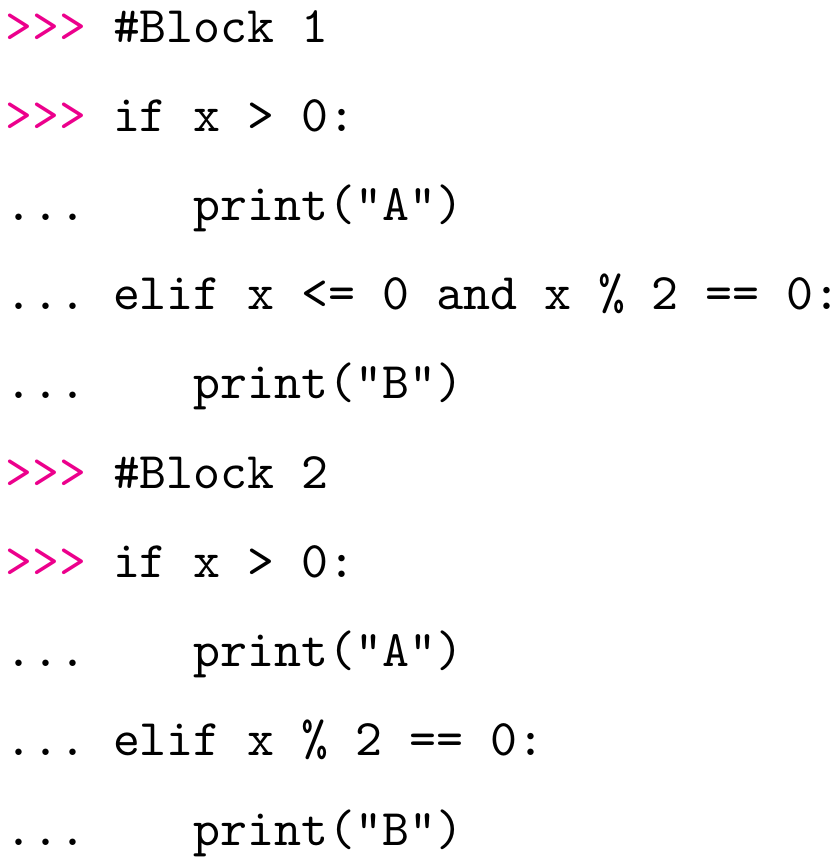 >>> #Block 1
>>> if x > 0:
...   print("A")
... elif x <= 0 and x % 2 == 0:
...   print("B")
>>> #Block 2
>>> if x > 0:
...   print("A")
... elif x % 2 == 0:
...   print("B")